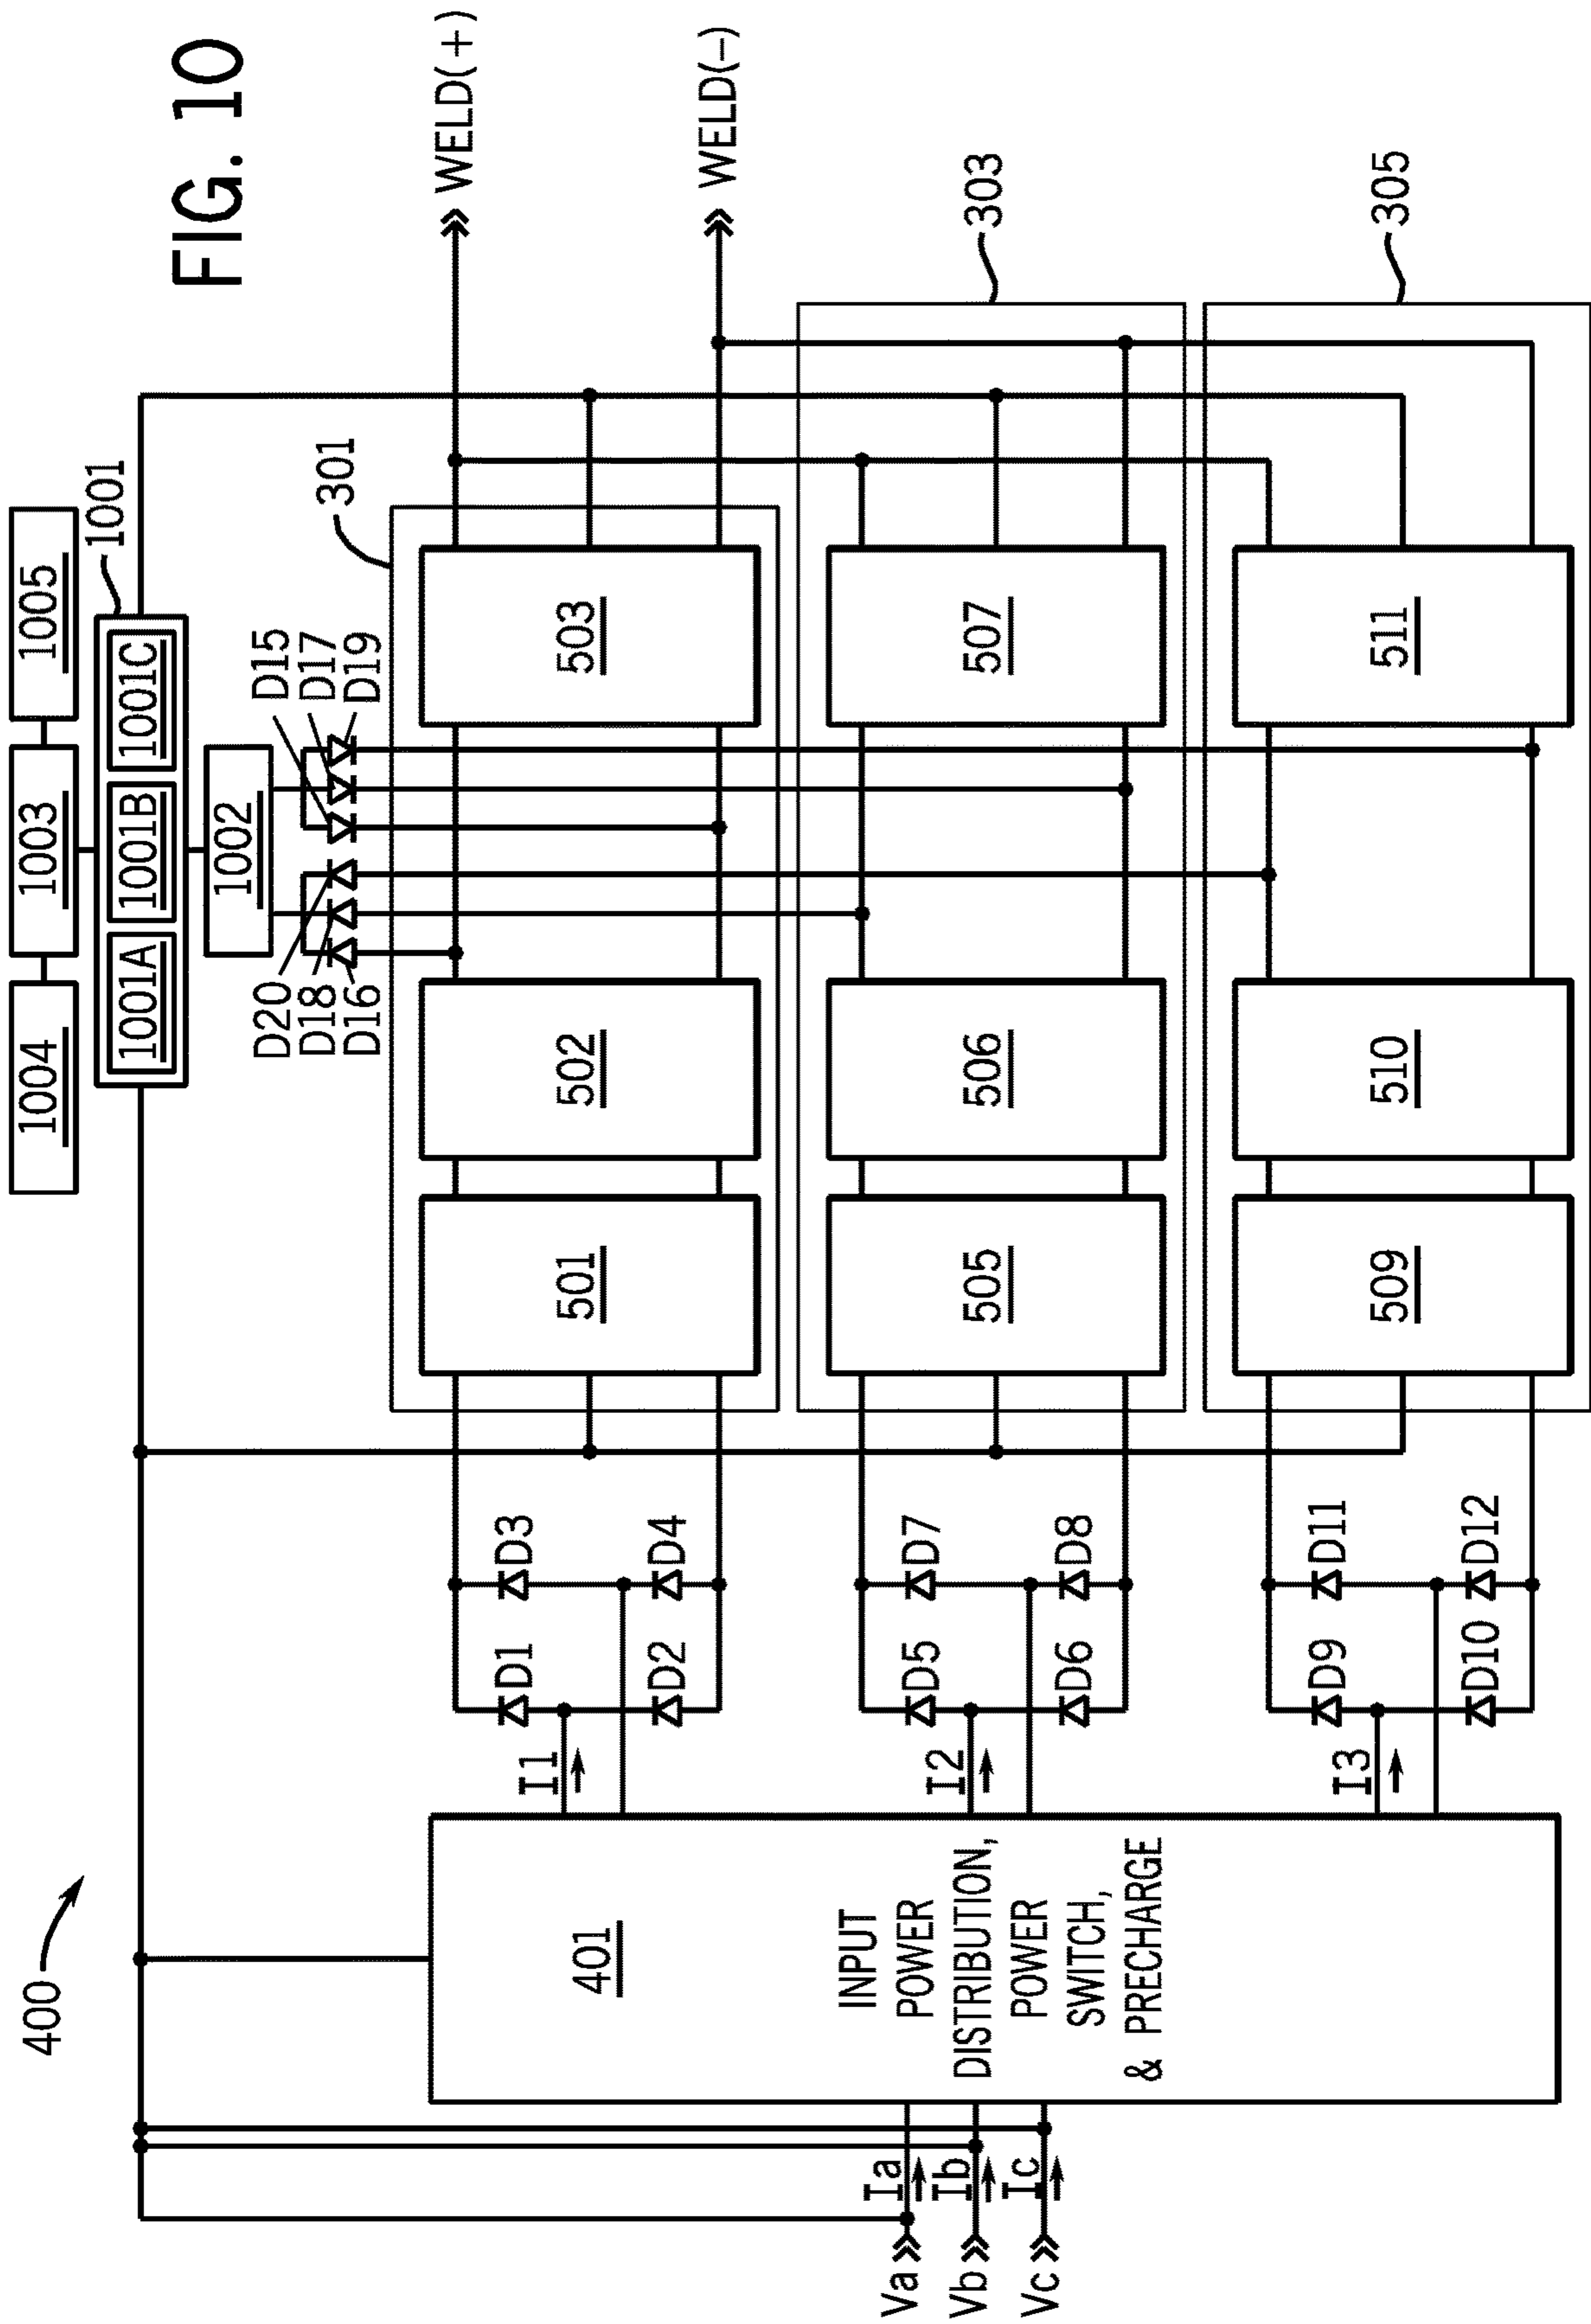 FIG. 10
400
1004
1003
1005
1001
1001A
1001B
1001C
1002
D20
D18
D16
D15
D17
D19
301
WELD(+)
WELD(−)
303
305
401
INPUT
POWER
DISTRIBUTION,
POWER
SWITCH,
& PRECHARGE
Va
Ia
Vb
Ib
Vc
Ic
I1
D1
D3
D2
D4
501
502
503
I2
D5
D7
D6
D8
505
506
507
I3
D9
D11
D10
D12
509
510
511